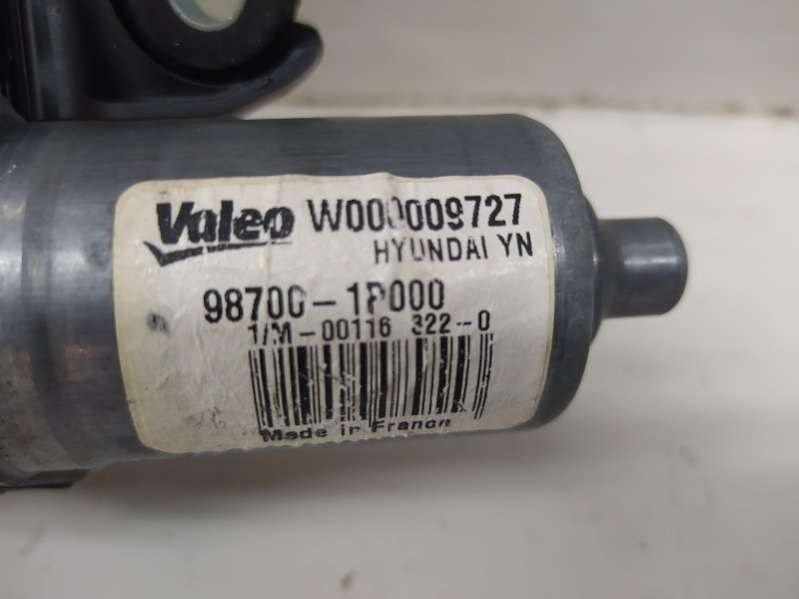 Valeo W000009727
HYUNDAI YN
98700-1P000
1/M-00116 322-0
Made in France